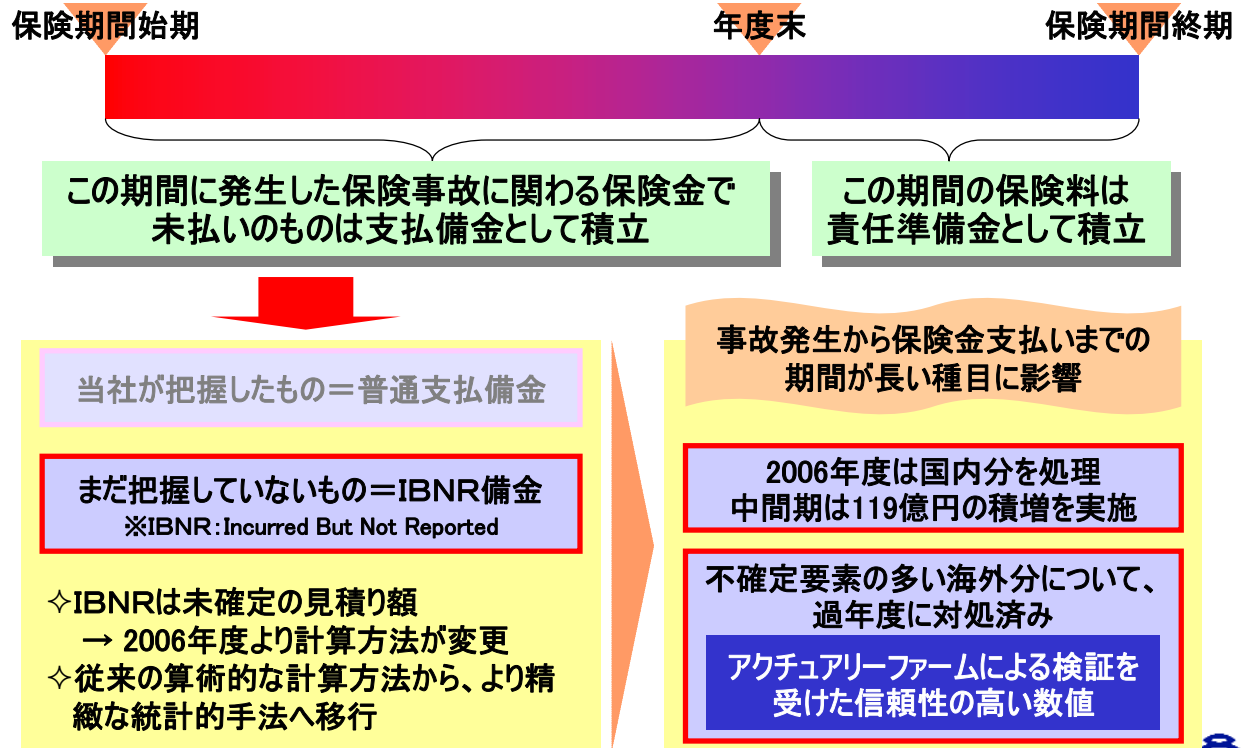 保険期間始期
年度末
保険期間終期
この期間に発生した保険事故に関わる保険金で
未払いのものは支払備金として積立
この期間の保険料は
責任準備金として積立
当社が把握したもの＝普通支払備金
まだ把握していないもの＝IBNR備金
※IBNR：Incurred But Not Reported
✧IBNRは未確定の見積り額
→ 2006年度より計算方法が変更
✧従来の算術的な計算方法から、より精
緻な統計的手法へ移行
事故発生から保険金支払いまでの
期間が長い種目に影響
2006年度は国内分を処理
中間期は119億円の積増を実施
不確定要素の多い海外分について、
過年度に対処済み
アクチュアリーファームによる検証を
受けた信頼性の高い数値